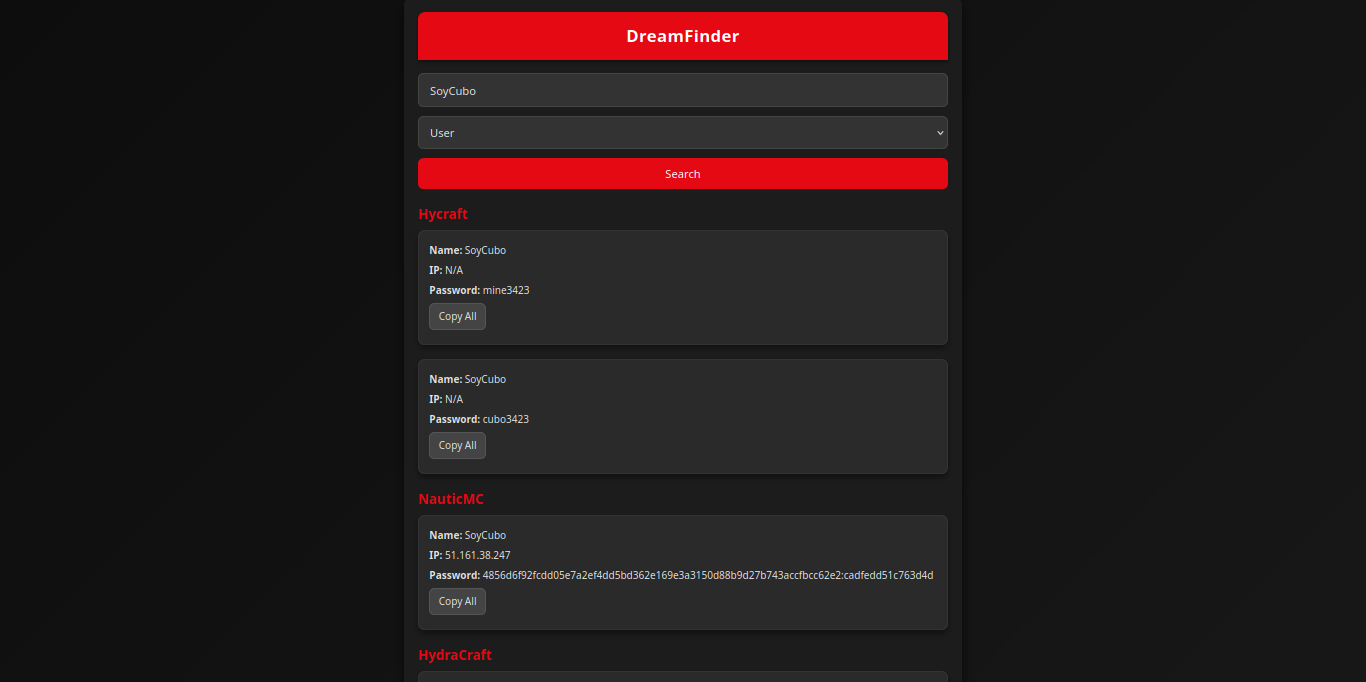 DreamFinder
SoyCubo
User
Search
Hycraft
Name: SoyCubo
IP: N/A
Password: mine3423
Copy All
Name: SoyCubo
IP: N/A
Password: cubo3423
Copy All
NauticMC
Name: SoyCubo
IP: 51.161.38.247
Password: 4856d6f92fcdd05e7a2ef4dd5bd362e169e3a3150d88b9d27b743accfbcc62e2:cadfedd51c763d4d
Copy All
HydraCraft